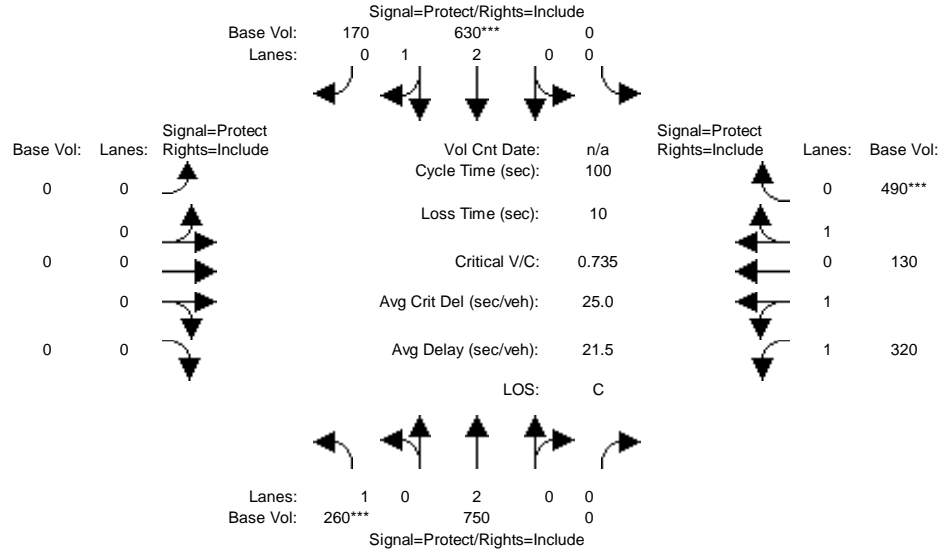 Signal=Protect/Rights=Include
Base Vol: 170 630*** 0
Lanes: 0 1 2 0 0
Signal=Protect
Base Vol: Lanes: Rights=Include
Vol Cnt Date: n/a
Signal=Protect
Rights=Include Lanes: Base Vol:
Cycle Time (sec): 100
0 0
0 490***
Loss Time (sec): 10
0
1
0 0
Critical V/C: 0.735
0 130
0
Avg Crit Del (sec/veh): 25.0
1
0 0
Avg Delay (sec/veh): 21.5
1 320
LOS: C
Lanes: 1 0 2 0 0
Base Vol: 260*** 750 0
Signal=Protect/Rights=Include